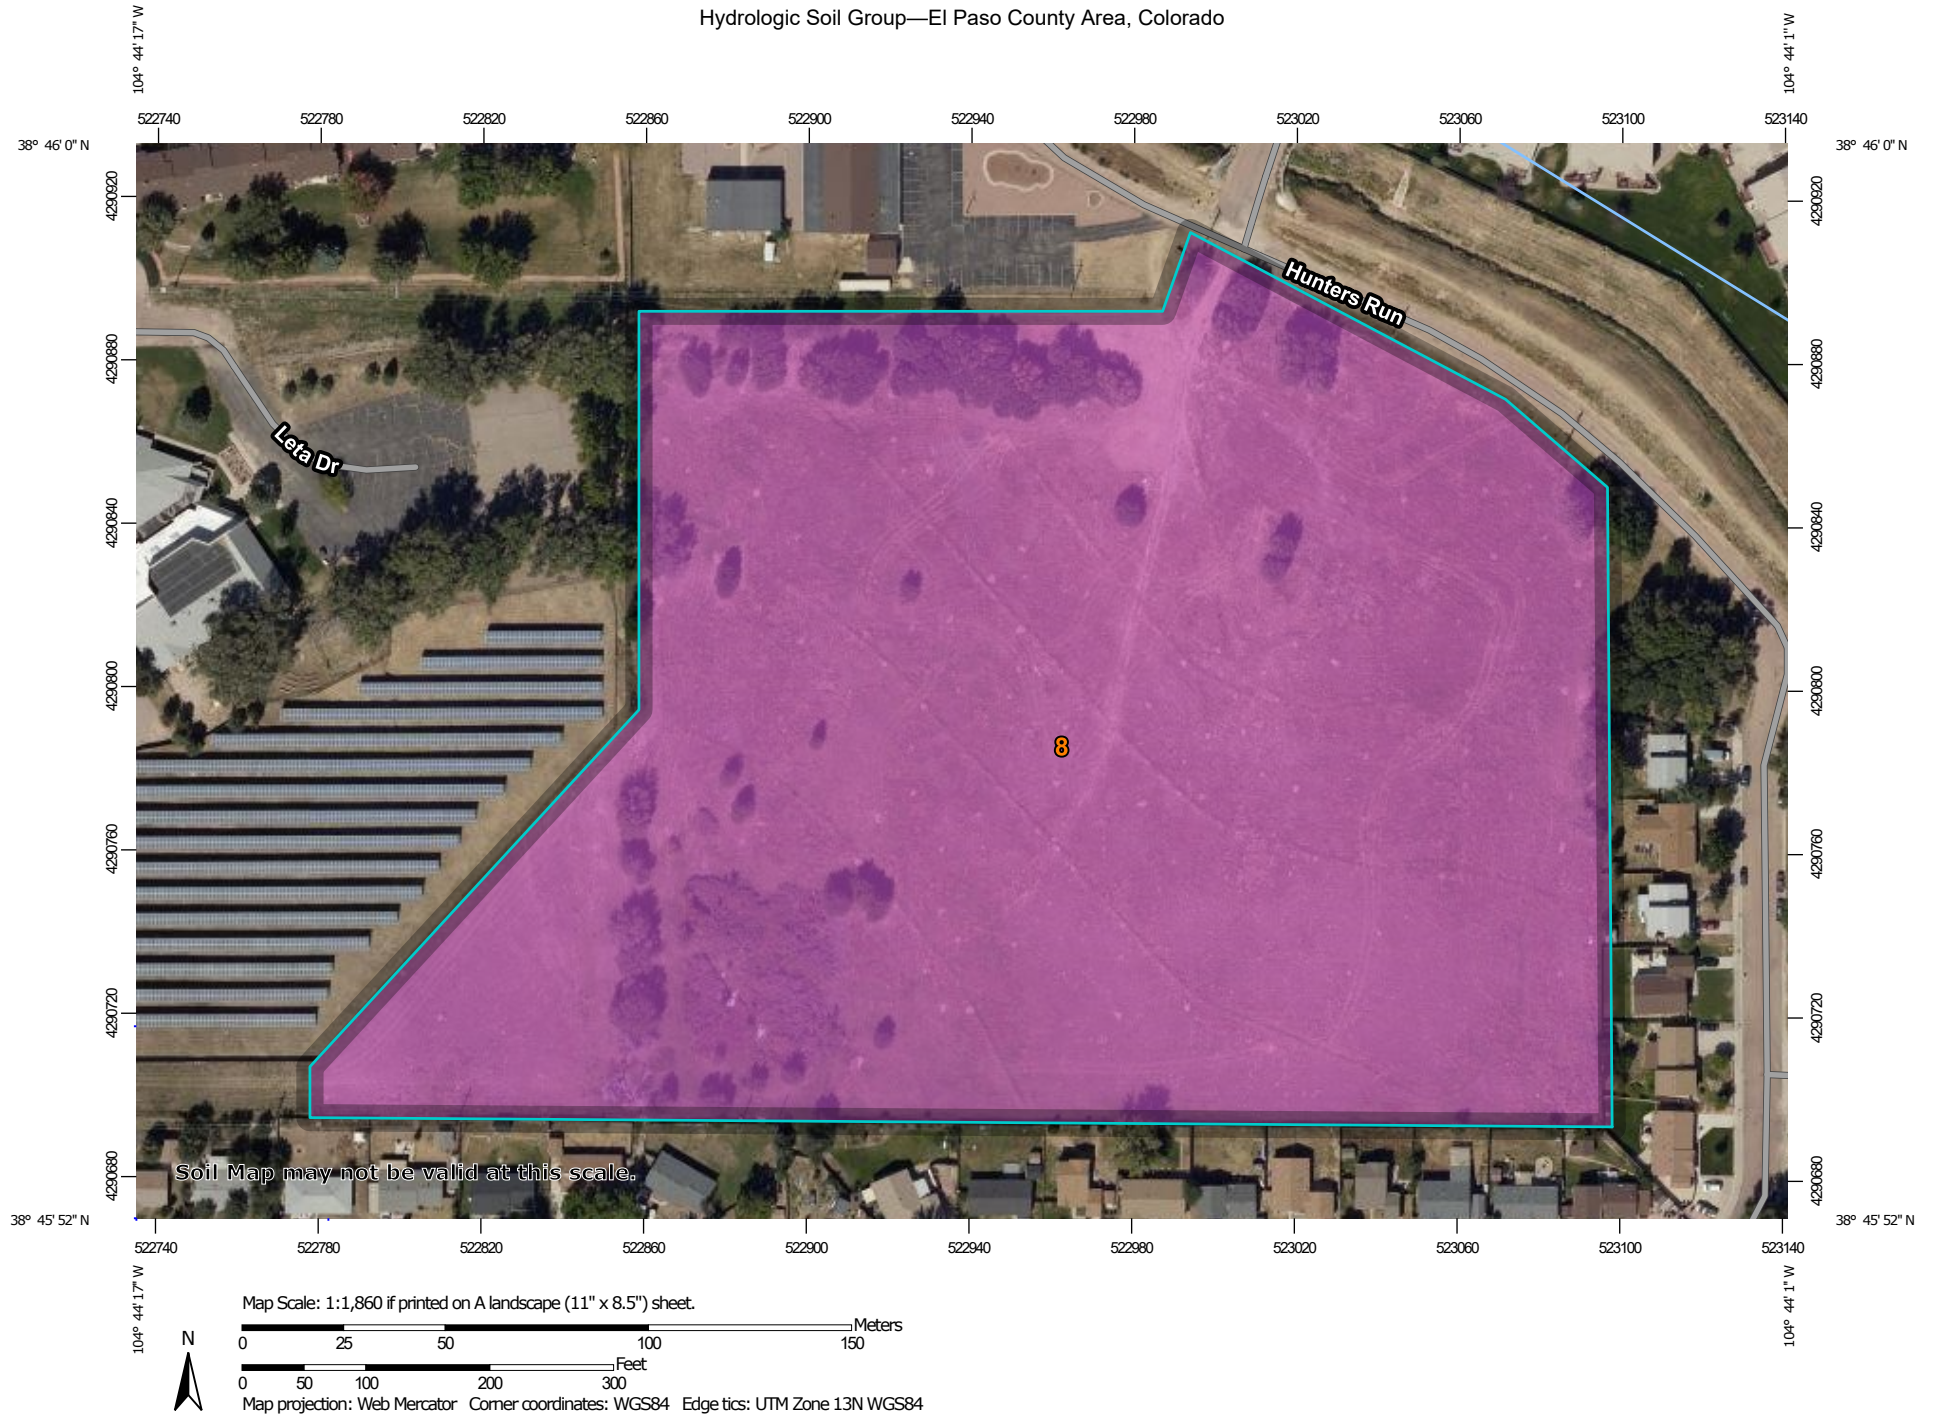 Hydrologic Soil Group—El Paso County Area, Colorado
104° 44' 17" W
104° 44' 1" W
522740 522780 522820 522860 522900 522940 522980 523020 523060 523100 523140
38° 46' 0" N
38° 46' 0" N
4290920
4290920
Hunters Run
4290880
4290880
Leta Dr
4290840
4290840
4290800
4290800
8
4290760
4290760
4290720
4290720
Soil Map may not be valid at this scale.
4290680
4290680
38° 45' 52" N
38° 45' 52" N
522740 522780 522820 522860 522900 522940 522980 523020 523060 523100 523140
104° 44' 17" W
104° 44' 1" W
Map Scale: 1:1,860 if printed on A landscape (11" x 8.5") sheet.
Meters
0 25 50 100 150
N
Feet
0 50 100 200 300
Map projection: Web Mercator Corner coordinates: WGS84 Edge tics: UTM Zone 13N WGS84